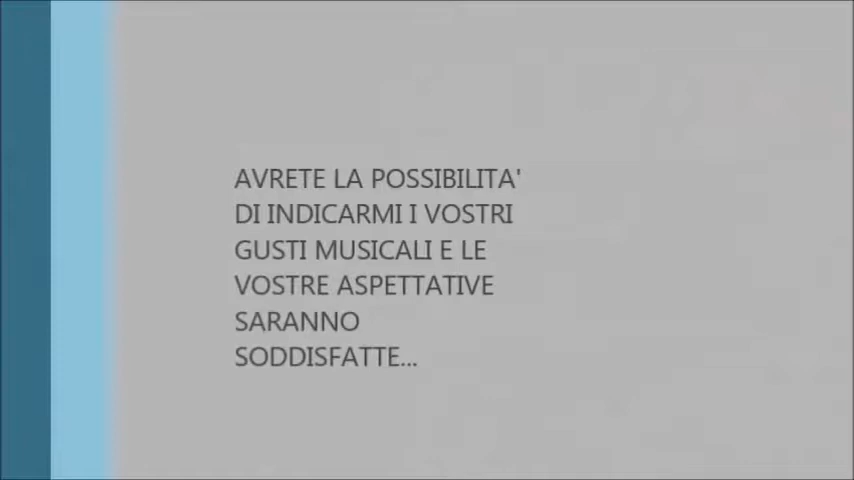 AVRETE LA POSSIBILITA'
DI INDICARMI I VOSTRI
GUSTI MUSICALI E LE
VOSTRE ASPETTATIVE
SARANNO
SODDISFATTE...